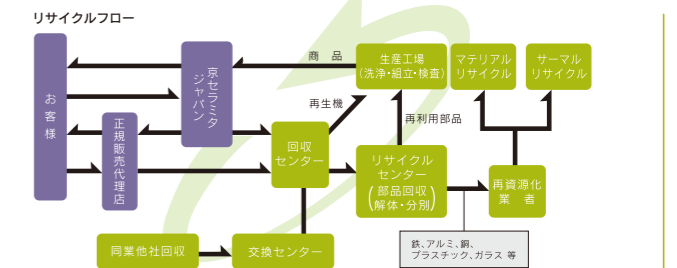 リサイクルフロー
お客様
京セラミタ
ジャパン
正規販売代理店
商 品
生産工場
(洗浄・組立・検査)
マテリアル
リサイクル
サーマル
リサイクル
再生機
再利用部品
回収
センター
リサイクル
センター
(部品回収
解体・分別)
再資源化
業 者
同業他社回収
交換センター
鉄、アルミ、銅、
プラスチック、ガラス 等